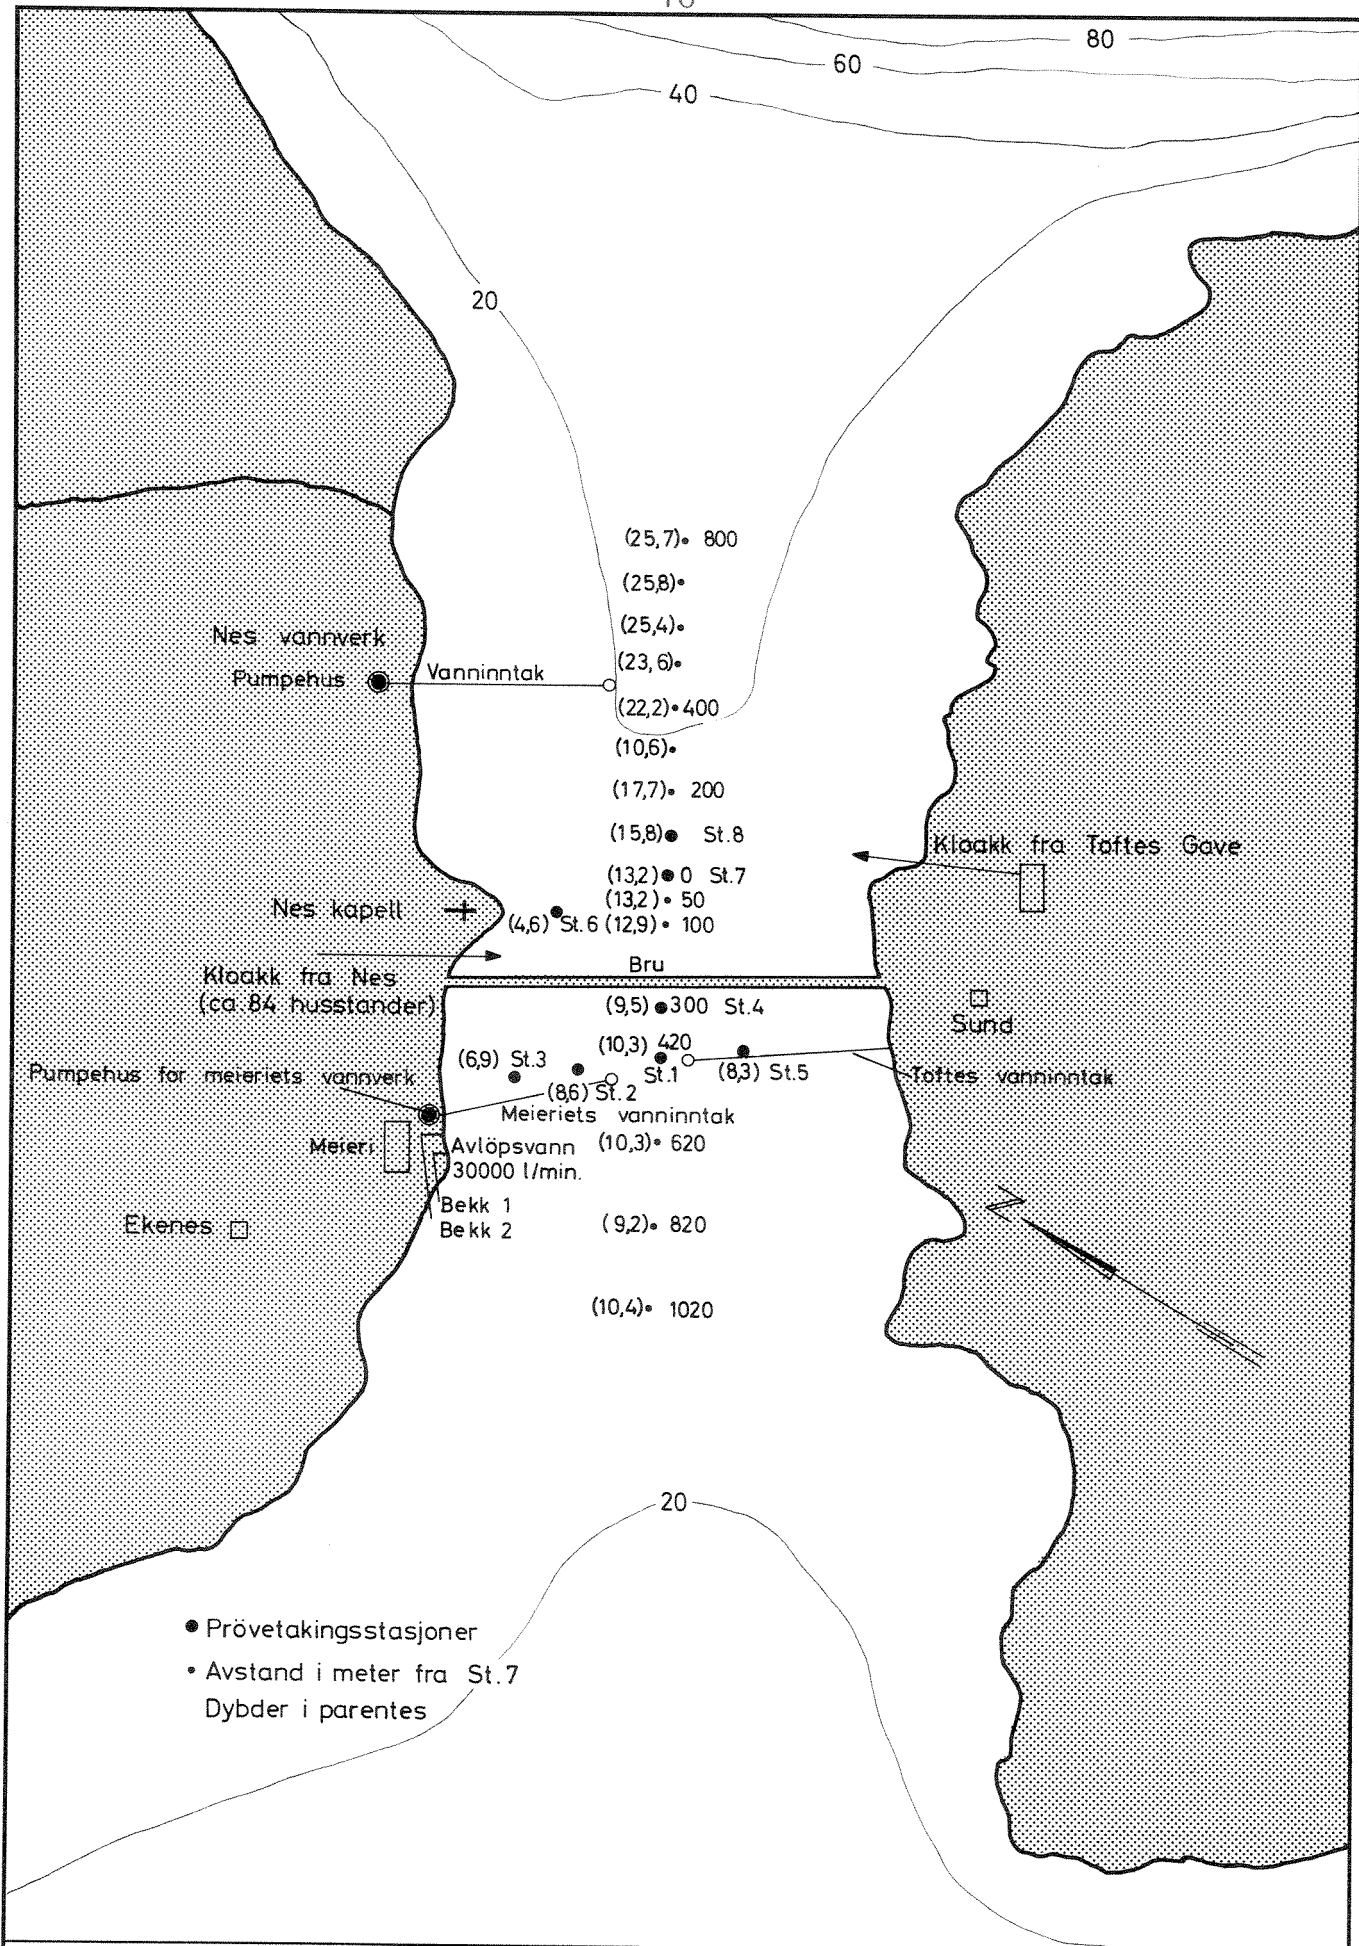 80
60
40
20
(25,7) 800
(25,8)
(25,4)
Nes vannverk
(23,6)
Vanninntak
Pumpehus
(22,2) 400
(10,6)
(17,7) 200
(15,8) St.8
Kloakk fra Toftes Gave
(13,2) 0 St.7
(13,2) 50
Nes kapell
(4,6) St.6 (12,9) 100
Bru
Kloakk fra Nes
(ca. 84 husstander)
(9,5) 300 St.4
Sund
(10,3) 420
(6,9) St.3
St.1
(8,3) St.5
Pumpehus for meieriets vannverk
Toftes vanninntak
(8,6) St.2
Meieriets vanninntak
Meieri
Avlöpsvann
30000 l/min.
(10,3) 620
N
Bekk 1
Bekk 2
Ekenes
(9,2) 820
(10,4) 1020
20
Prövetakingsstasjoner
Avstand i meter fra St.7
Dybder i parentes